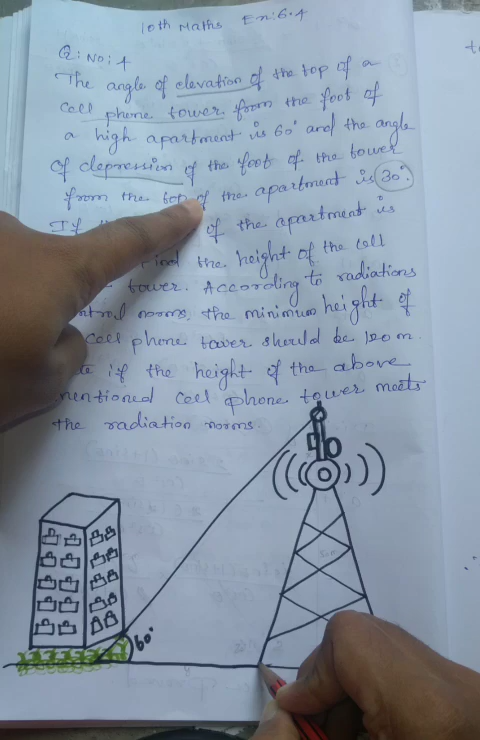 10th Maths Ex: 6.4
Q: No: 4
The angle of elevation of the top of a
cell phone tower from the foot of
a high apartment is 60° and the angle
of depression of the foot of the tower
from the top of the apartment is 30°.
If of the apartment is
find the height of the cell
tower. According to radiations
norms, the minimum height of
cell phone tower should be 120 m.
if the height of the above
mentioned cell phone tower meets
the radiation norms.
60°